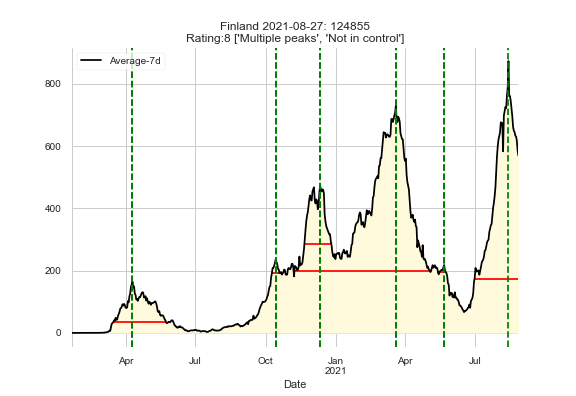 Finland 2021-08-27: 124855
Rating:8 ['Multiple peaks', 'Not in control']
Average-7d
800
600
400
200
0
Apr
Jul
Oct
Jan
2021
Apr
Jul
Date